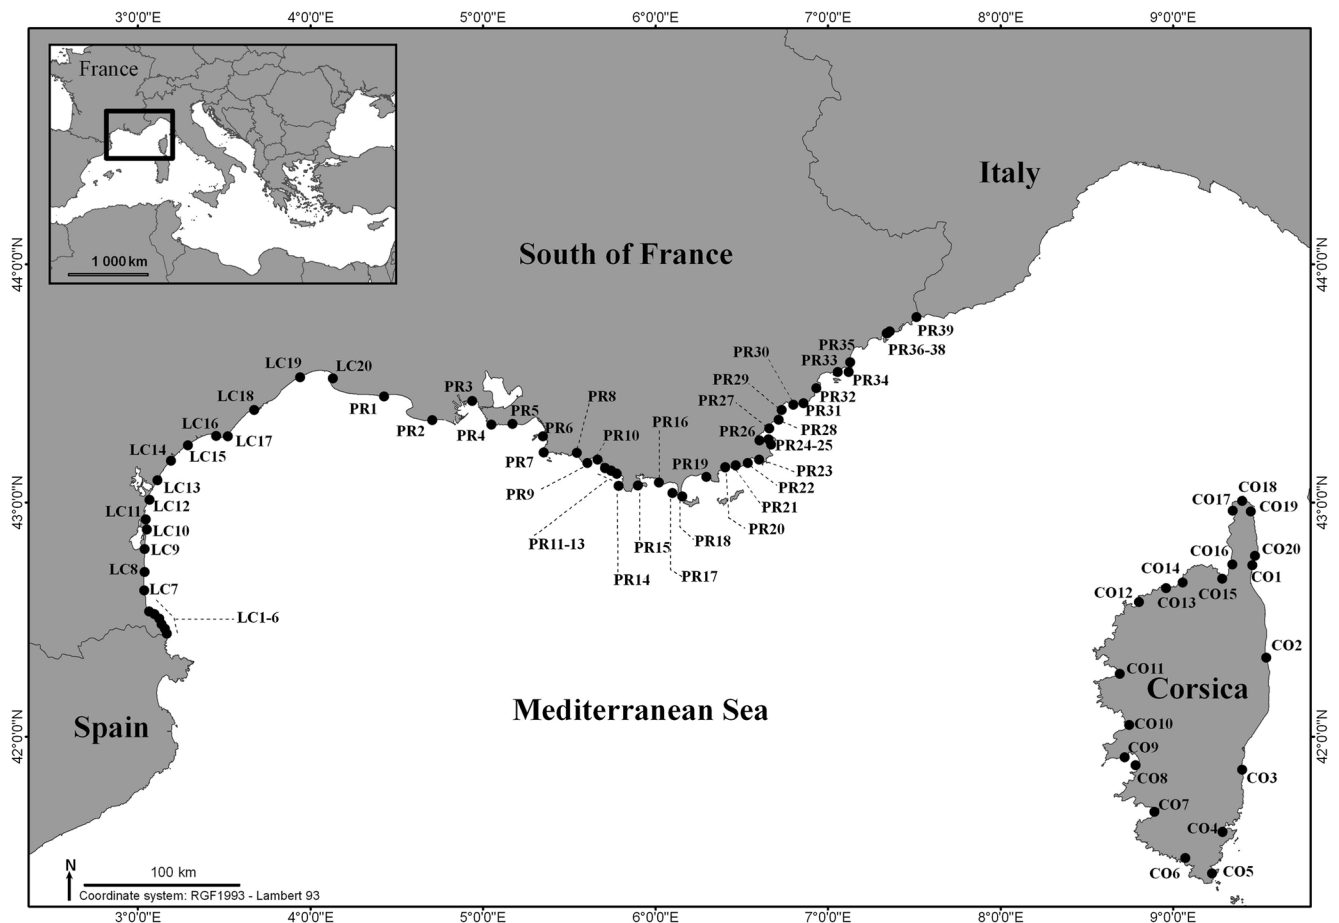 3°0'0"E 4°0'0"E 5°0'0"E 6°0'0"E 7°0'0"E 8°0'0"E 9°0'0"E
France
1 000 km
Italy
South of France
44°0'0"N 44°0'0"N
PR39
PR36-38
PR35
PR30
PR33
PR34
LC19
LC20
PR29
PR32
PR3
LC18
PR1
PR8
PR27
PR31
PR5
LC16
PR2
PR4
PR6
PR10
PR16
PR26
PR28
LC17
PR24-25
LC14
LC15
PR7
PR19
PR23
LC13
PR9
PR22
43°0'0"N 43°0'0"N
LC12
PR21
CO18
LC11
CO17
CO19
LC10
PR20
PR11-13
PR15
PR18
LC9
CO16
CO20
LC8
PR14
PR17
CO14
CO1
LC7
CO12
CO13
CO15
LC1-6
CO2
CO11
Corsica
Mediterranean Sea
Spain
42°0'0"N 42°0'0"N
CO10
CO9
CO8
CO3
CO7
CO4
N
100 km
CO6
CO5
Coordinate system: RGF1993 - Lambert 93
3°0'0"E 4°0'0"E 5°0'0"E 6°0'0"E 7°0'0"E 8°0'0"E 9°0'0"E